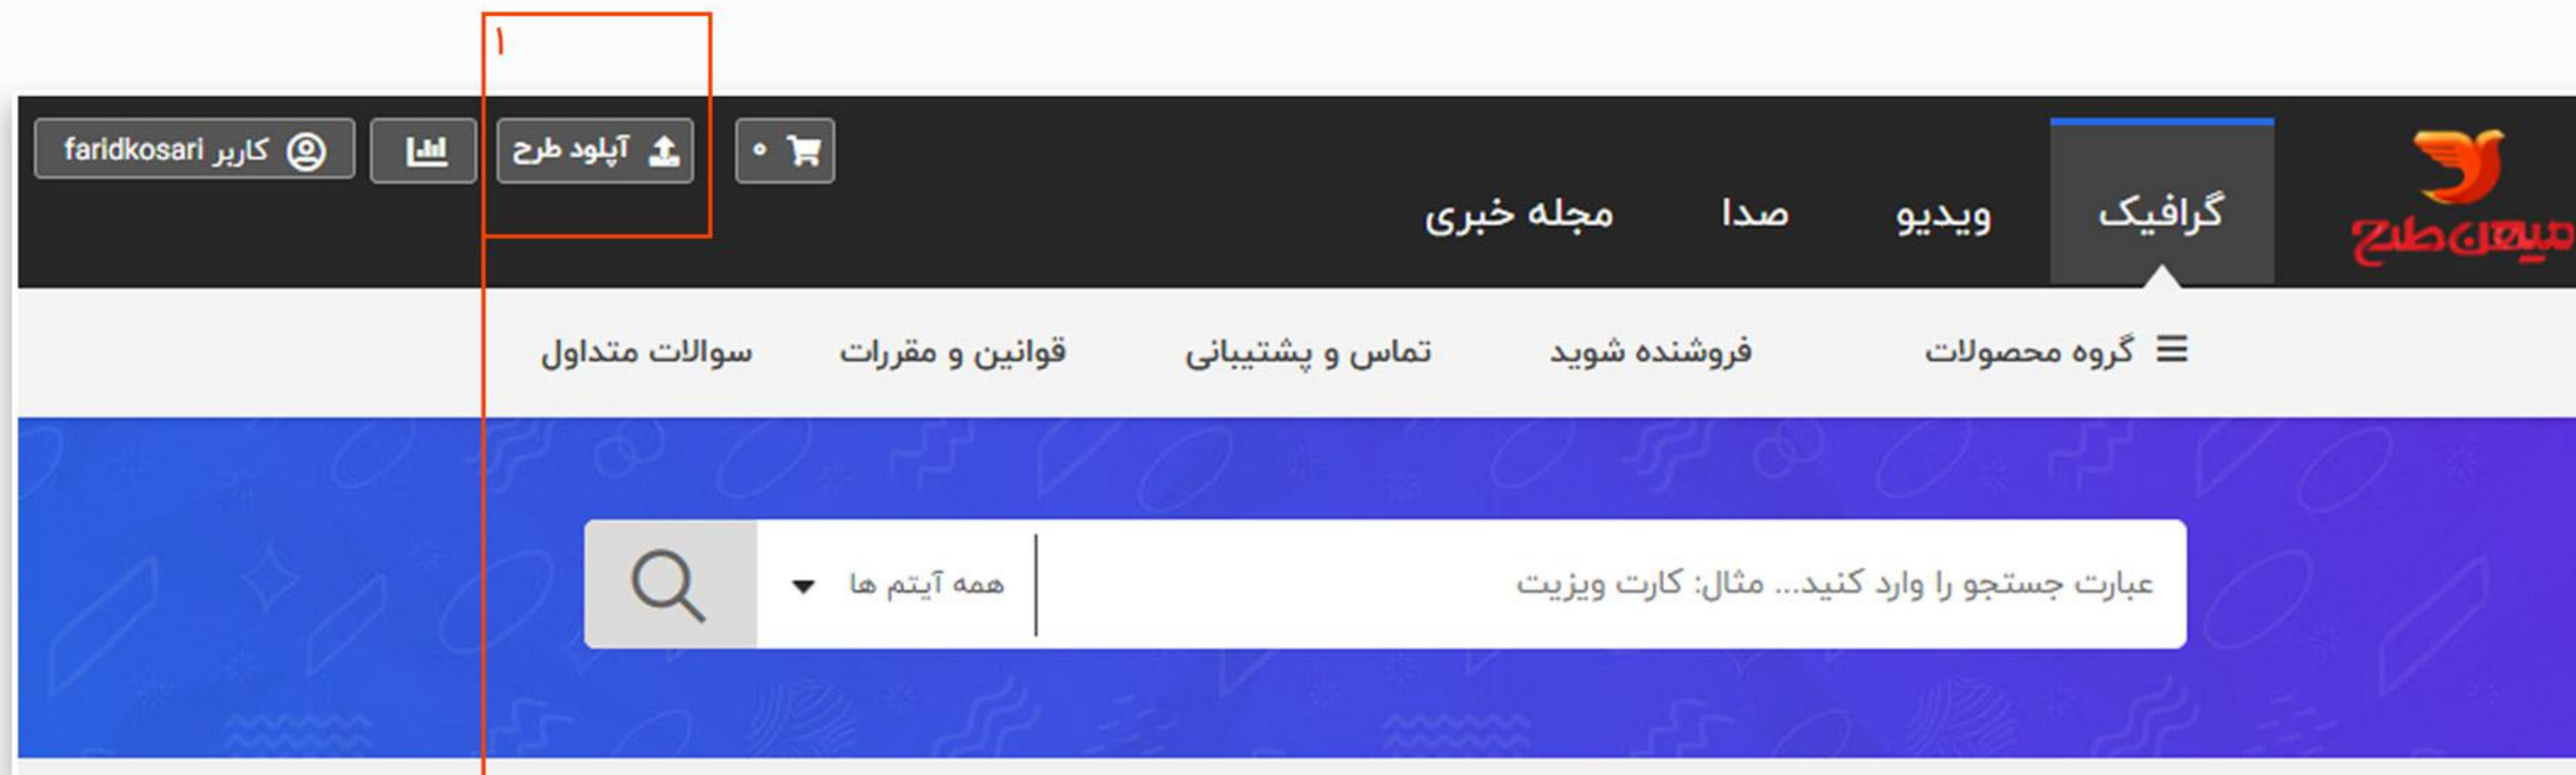 ۱
۰
آپلود طرح
کاربر faridkosari
میهن طرح
گرافیک
ویدیو
صدا
مجله خبری
گروه محصولات
فروشنده شوید
تماس و پشتیبانی
قوانین و مقررات
سوالات متداول
عبارت جستجو را وارد کنید... مثال: کارت ویزیت
همه آیتم ها